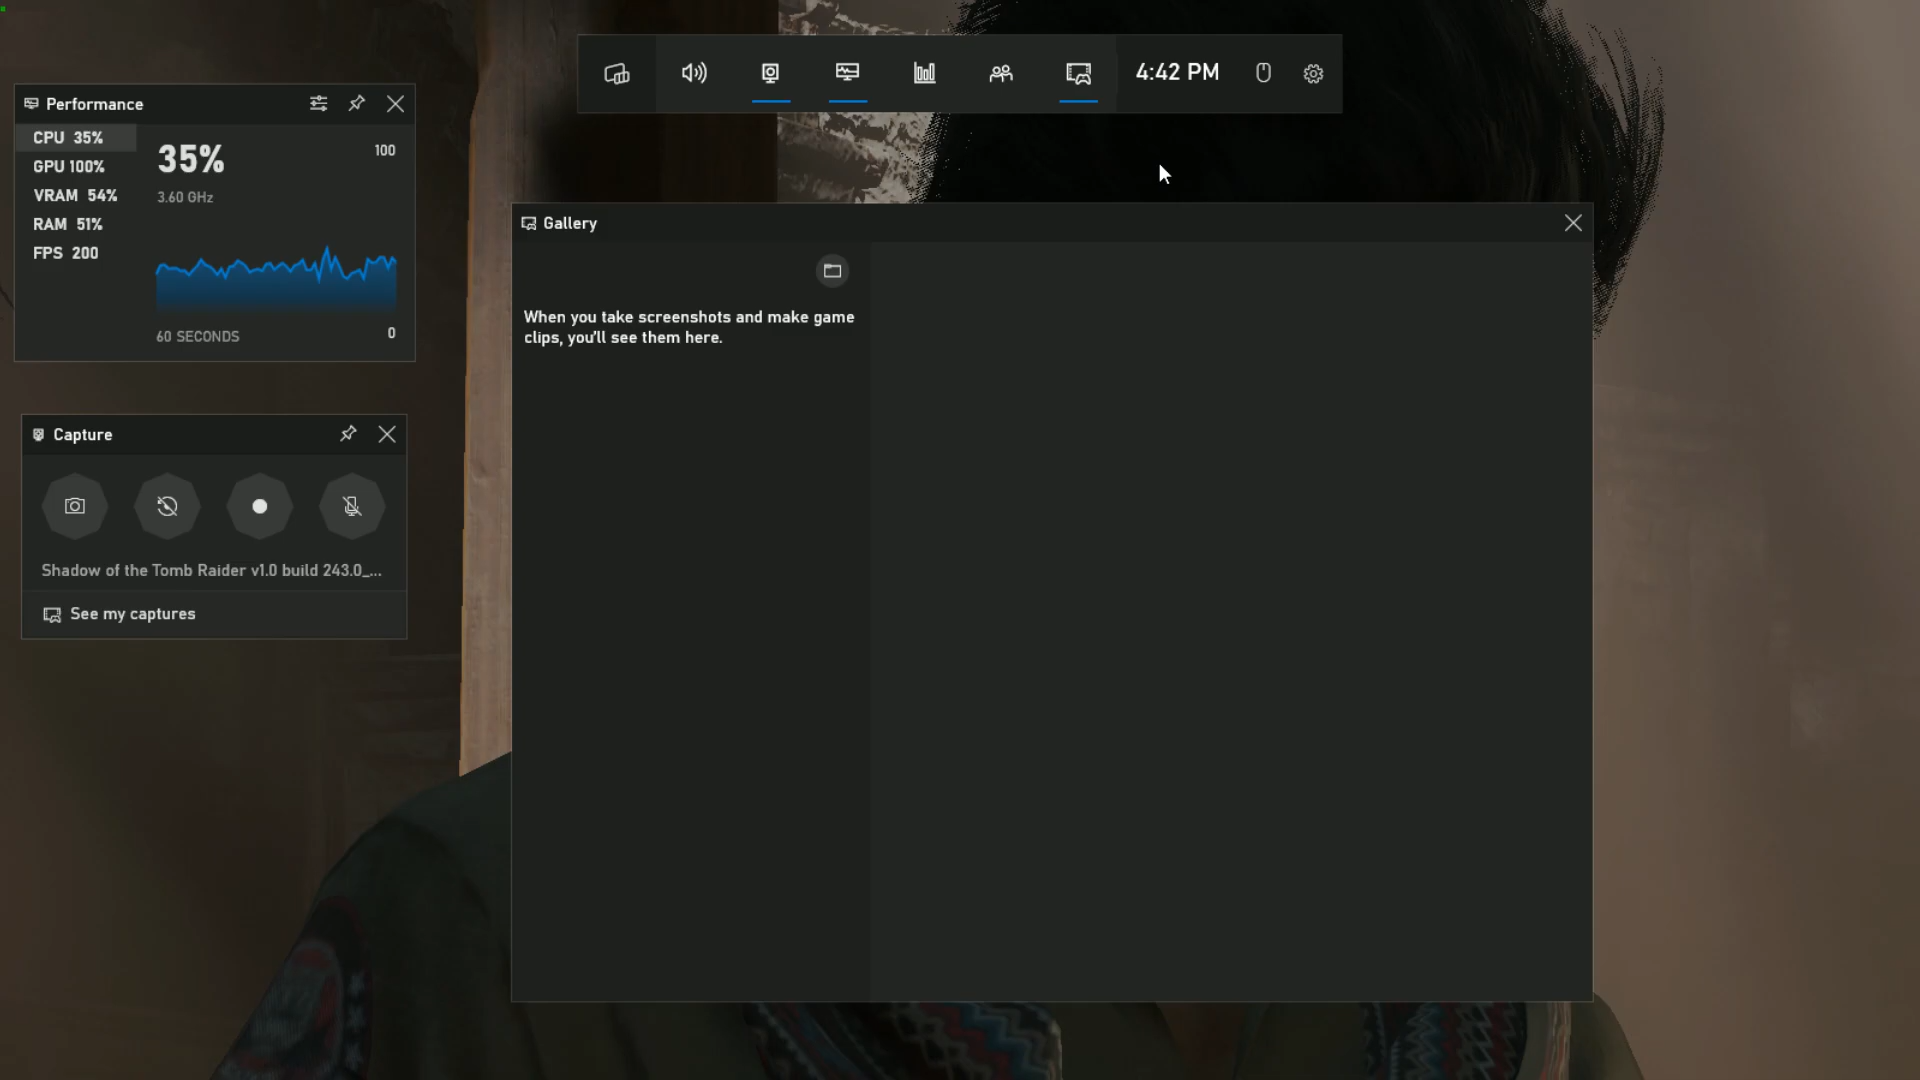 4:42 PM
Performance
CPU 35%
GPU 100%
VRAM 54%
RAM 51%
FPS 200
35%
3.60 GHz
100
60 SECONDS
0
Gallery
When you take screenshots and make game
clips, you'll see them here.
Capture
Shadow of the Tomb Raider v1.0 build 243.0_...
See my captures